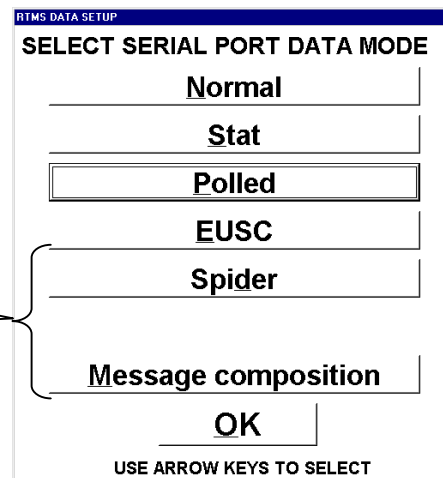 RTMS DATA SETUP
SELECT SERIAL PORT DATA MODE
Normal
Stat
Polled
EUSC
Spider
Message composition
OK
USE ARROW KEYS TO SELECT